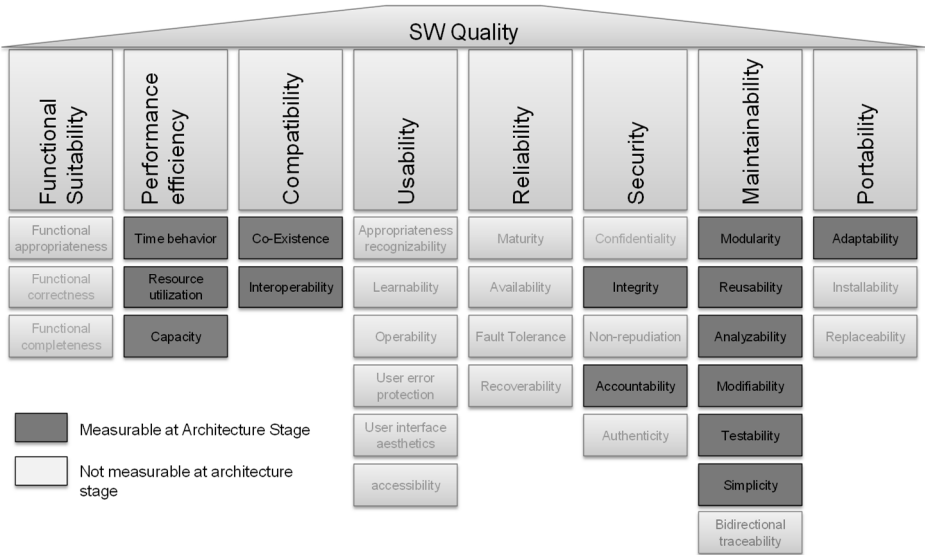 SW Quality
Functional
Suitability
Performance
efficiency
Compatibility
Usability
Reliability
Security
Maintainability
Portability
Functional
appropriateness
Functional
correctness
Functional
completeness
Time behavior
Resource
utilization
Capacity
Co-Existence
Interoperability
Appropriateness
recognizability
Learnability
Operability
User error
protection
User interface
aesthetics
accessibility
Maturity
Availability
Fault Tolerance
Recoverability
Confidentiality
Integrity
Non-repudiation
Accountability
Authenticity
Modularity
Reusability
Analyzability
Modifiability
Testability
Simplicity
Bidirectional
traceability
Adaptability
Installability
Replaceability
Measurable at Architecture Stage
Not measurable at architecture
stage